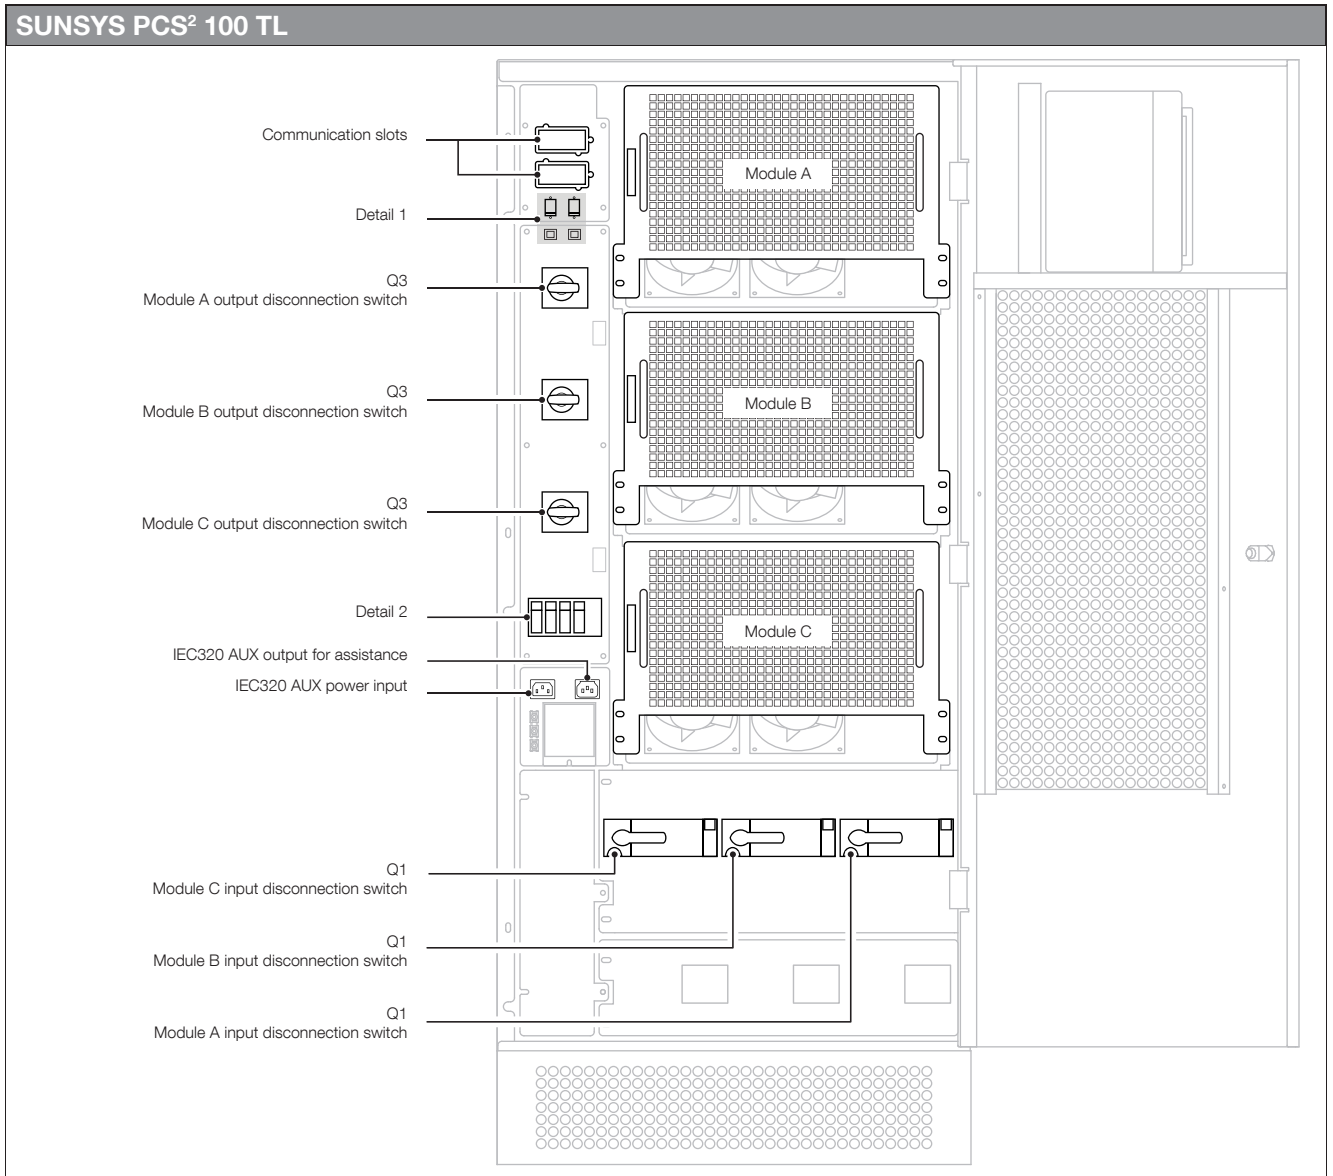 SUNSYS PCS² 100 TL
Communication slots
Module A
Detail 1
Q3
Module A output disconnection switch
Q3
Module B output disconnection switch
Module B
Q3
Module C output disconnection switch
Detail 2
Module C
IEC320 AUX output for assistance
IEC320 AUX power input
Q1
Module C input disconnection switch
Q1
Module B input disconnection switch
Q1
Module A input disconnection switch